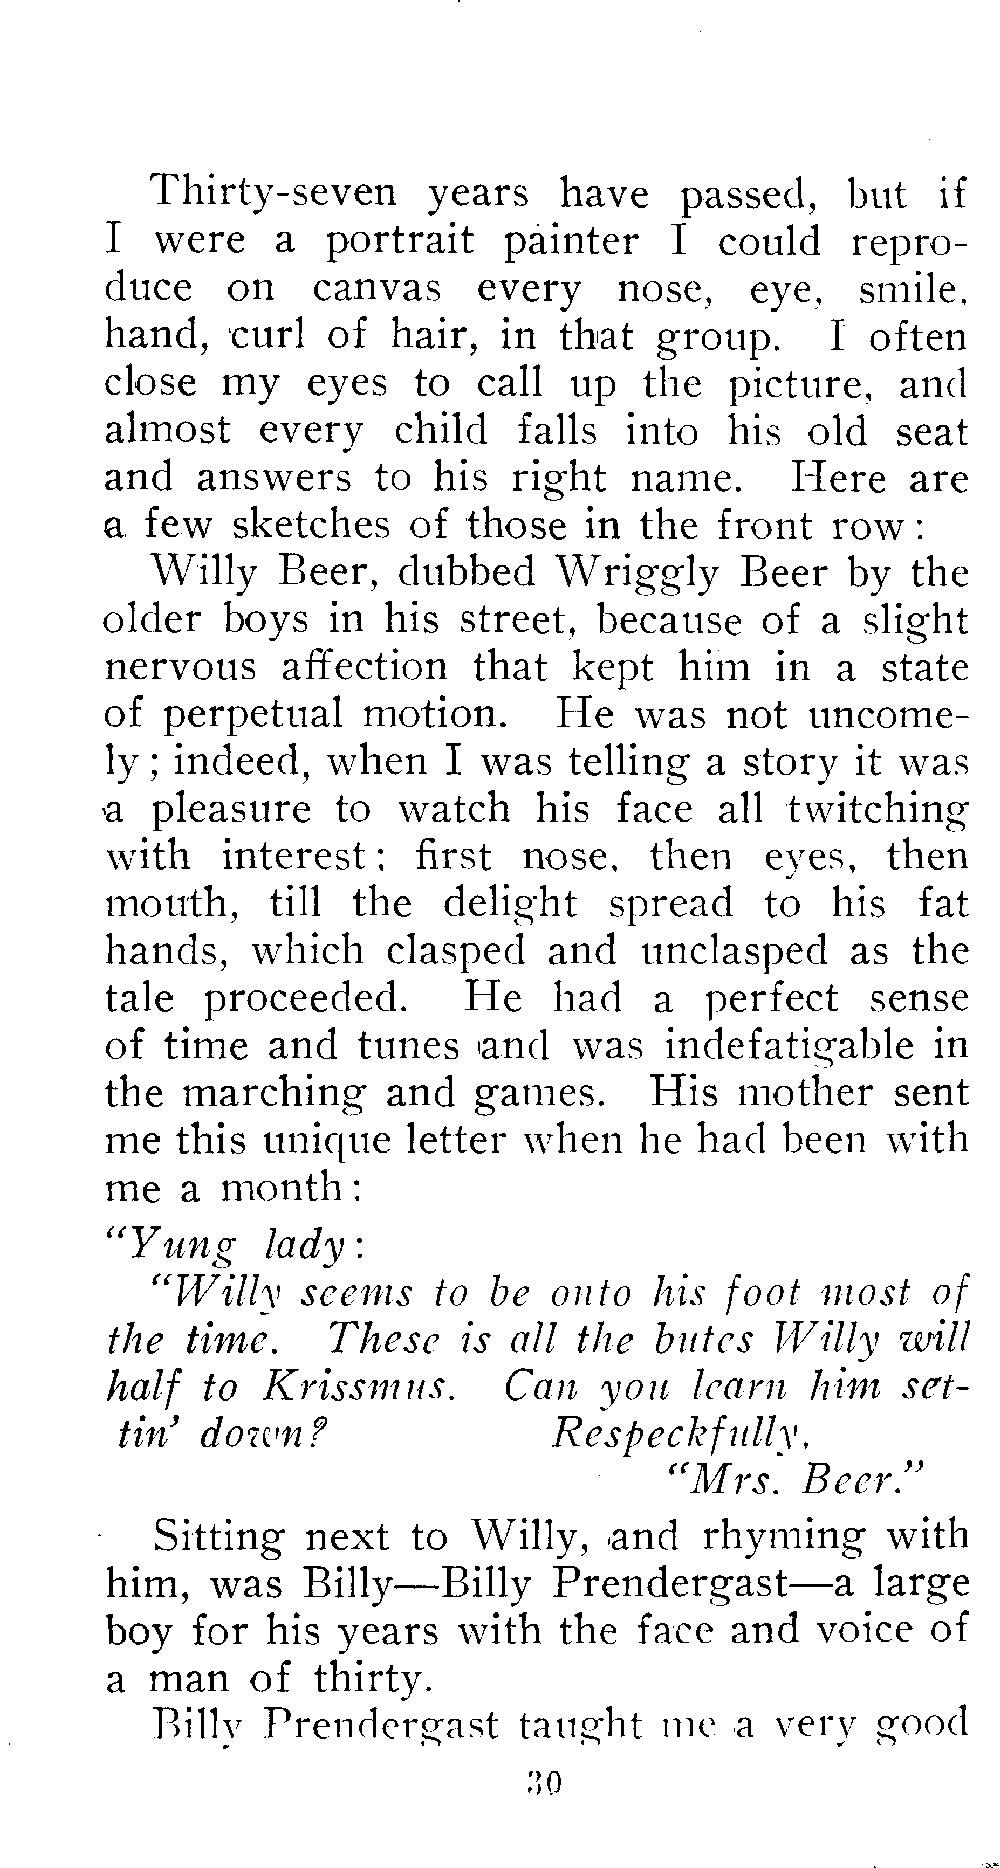 Thirty-seven years have passed, but if
I were a portrait painter I could repro-
duce on canvas every nose, eye, smile,
hand, curl of hair, in that group. I often
close my eyes to call up the picture, and
almost every child falls into his old seat
and answers to his right name. Here are
a few sketches of those in the front row:
Willy Beer, dubbed Wriggly Beer by the
older boys in his street, because of a slight
nervous affection that kept him in a state
of perpetual motion. He was not uncome-
ly; indeed, when I was telling a story it was
a pleasure to watch his face all twitching
with interest; first nose, then eyes, then
mouth, till the delight spread to his fat
hands, which clasped and unclasped as the
tale proceeded. He had a perfect sense
of time and tunes and was indefatigable in
the marching and games. His mother sent
me this unique letter when he had been with
me a month:
"Yung lady:
"Willy seems to be onto his foot most of
the time. These is all the butes Willy will
half to Krissmus. Can you learn him set-
tin' down? Respeckfully,
"Mrs. Beer."
Sitting next to Willy, and rhyming with
him, was Billy—Billy Prendergast—a large
boy for his years with the face and voice of
a man of thirty.
Billy Prendergast taught me a very good
30